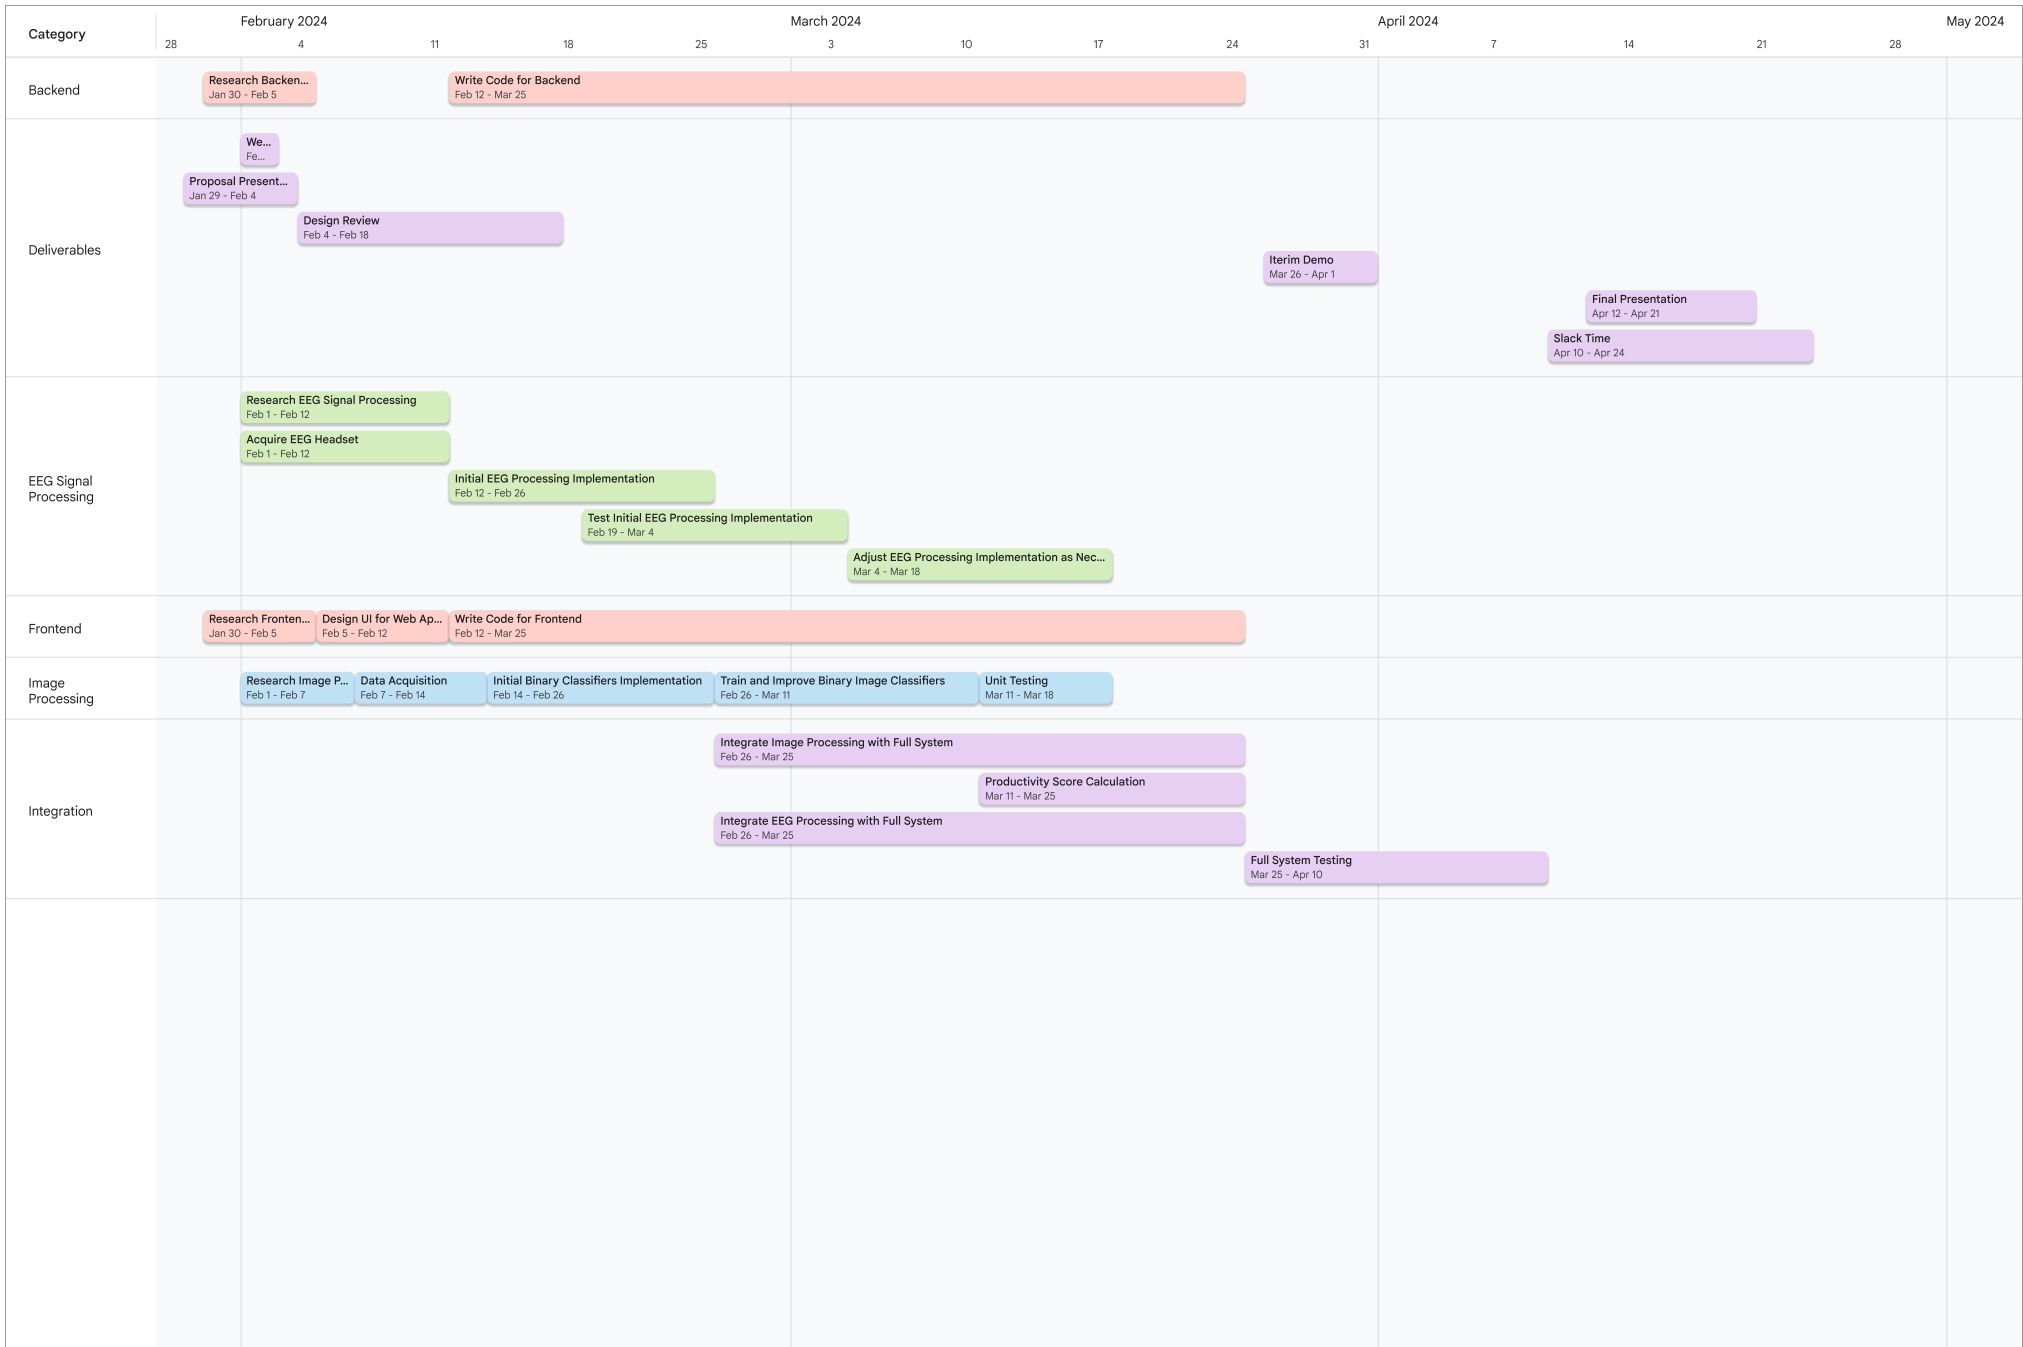 Category
February 2024
March 2024
April 2024
May 2024
28 4 11 18 25 3 10 17 24 31 7 14 21 28
Backend
Research Backen...
Jan 30 - Feb 5
Write Code for Backend
Feb 12 - Mar 25
Deliverables
We...
Fe...
Proposal Present...
Jan 29 - Feb 4
Design Review
Feb 4 - Feb 18
Iterim Demo
Mar 26 - Apr 1
Final Presentation
Apr 12 - Apr 21
Slack Time
Apr 10 - Apr 24
EEG Signal
Processing
Research EEG Signal Processing
Feb 1 - Feb 12
Acquire EEG Headset
Feb 1 - Feb 12
Initial EEG Processing Implementation
Feb 12 - Feb 26
Test Initial EEG Processing Implementation
Feb 19 - Mar 4
Adjust EEG Processing Implementation as Nec...
Mar 4 - Mar 18
Frontend
Research Fronten...
Jan 30 - Feb 5
Design UI for Web Ap...
Feb 5 - Feb 12
Write Code for Frontend
Feb 12 - Mar 25
Image
Processing
Research Image P...
Feb 1 - Feb 7
Data Acquisition
Feb 7 - Feb 14
Initial Binary Classifiers Implementation
Feb 14 - Feb 26
Train and Improve Binary Image Classifiers
Feb 26 - Mar 11
Unit Testing
Mar 11 - Mar 18
Integration
Integrate Image Processing with Full System
Feb 26 - Mar 25
Productivity Score Calculation
Mar 11 - Mar 25
Integrate EEG Processing with Full System
Feb 26 - Mar 25
Full System Testing
Mar 25 - Apr 10